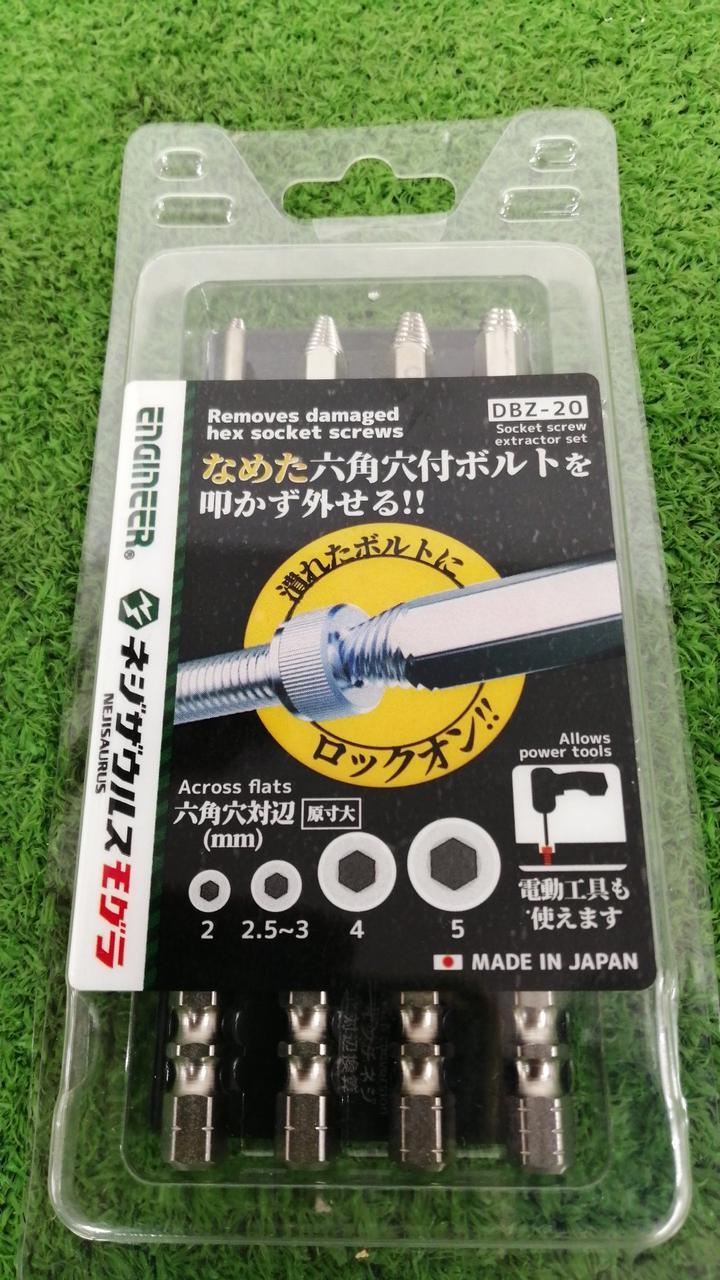 Removes damaged
hex socket screws
DBZ-20
Socket screw
extractor set
なめた六角穴付ボルトを
叩かず外せる!!
潰れたボルトに
ロックオン!!
ENGINEER®
ネジザウルスモグラ
NEJISAURUS
Allows
power tools
Across flats
六角穴対辺
(mm)
原寸大
2
2.5~3
4
5
電動工具も
使えます
MADE IN JAPAN